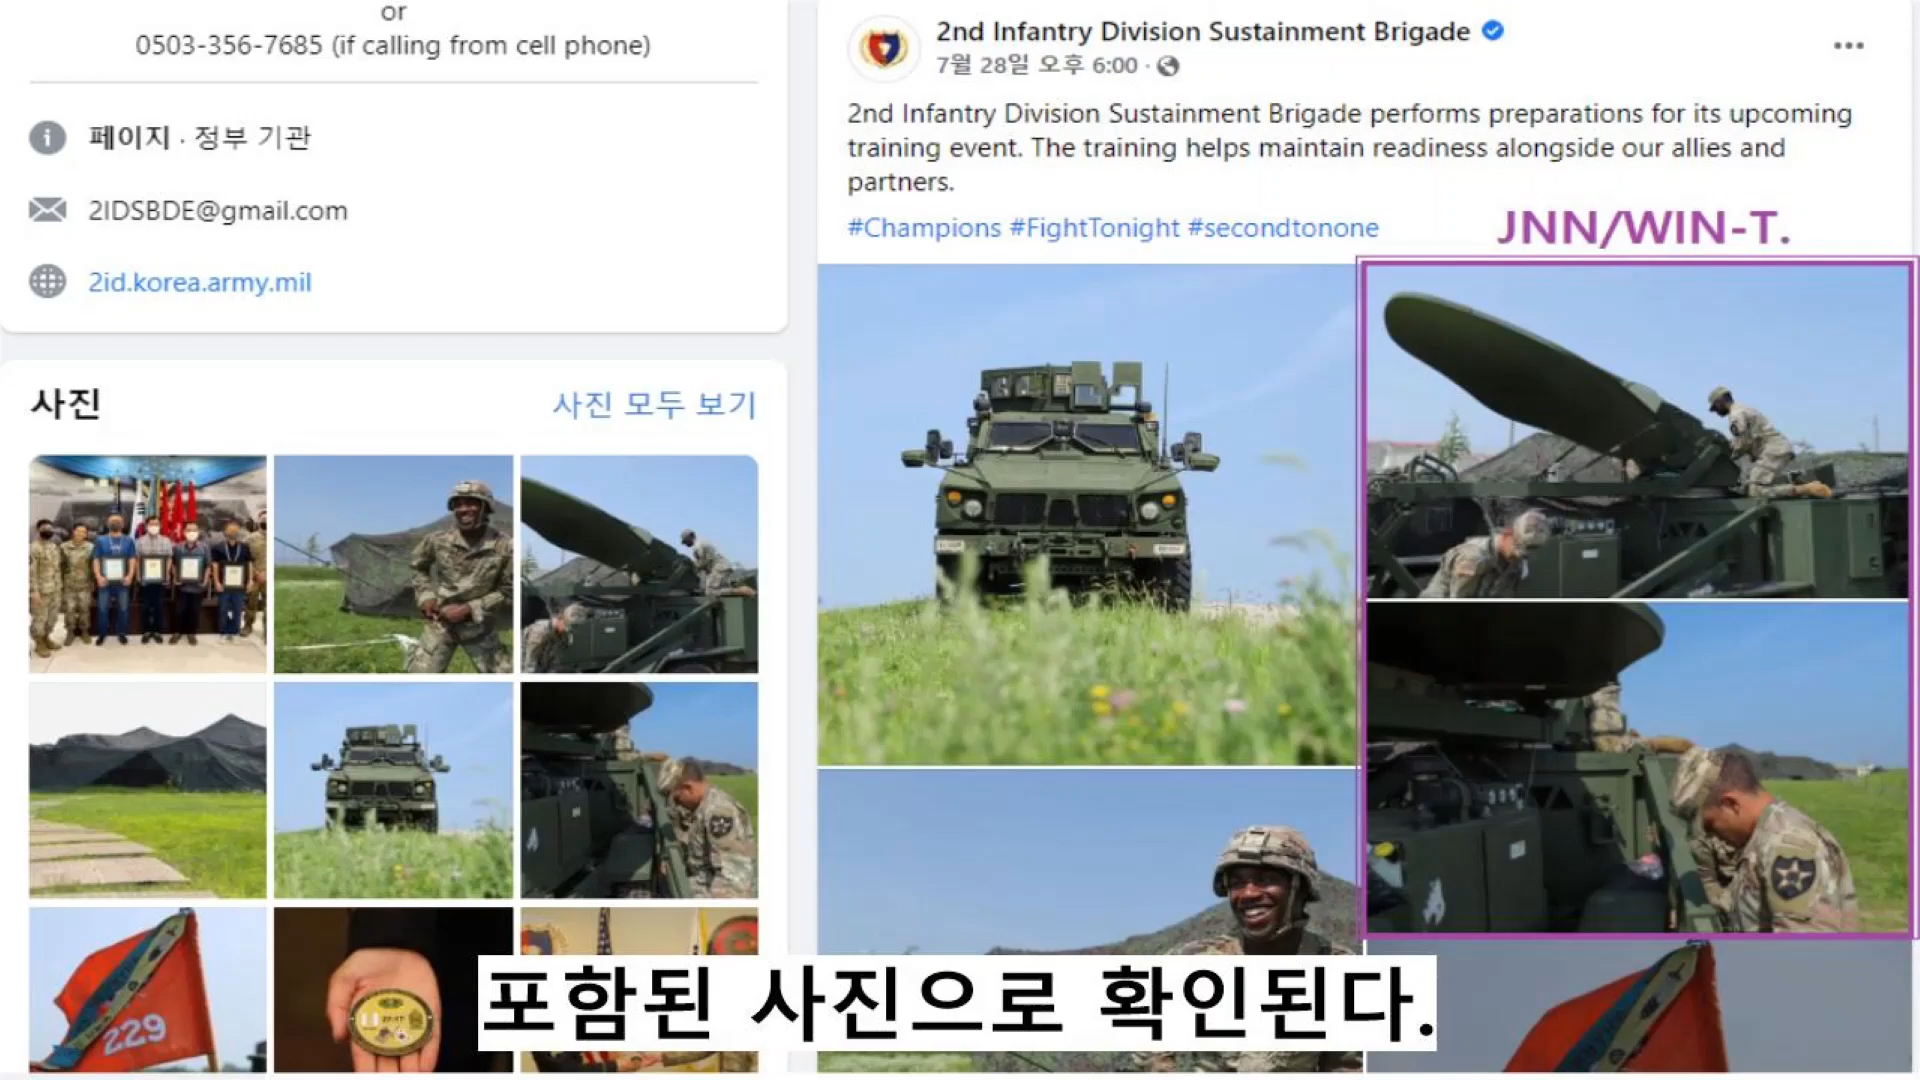 or
0503-356-7685 (if calling from cell phone)
페이지 · 정부 기관
2IDSBDE@gmail.com
2id.korea.army.mil
사진
사진 모두 보기
229
2nd Infantry Division Sustainment Brigade
7월 28일 오후 6:00 ·
2nd Infantry Division Sustainment Brigade performs preparations for its upcoming
training event. The training helps maintain readiness alongside our allies and
partners.
#Champions #FightTonight #secondtonone
JNN/WIN-T.
포함된 사진으로 확인된다.